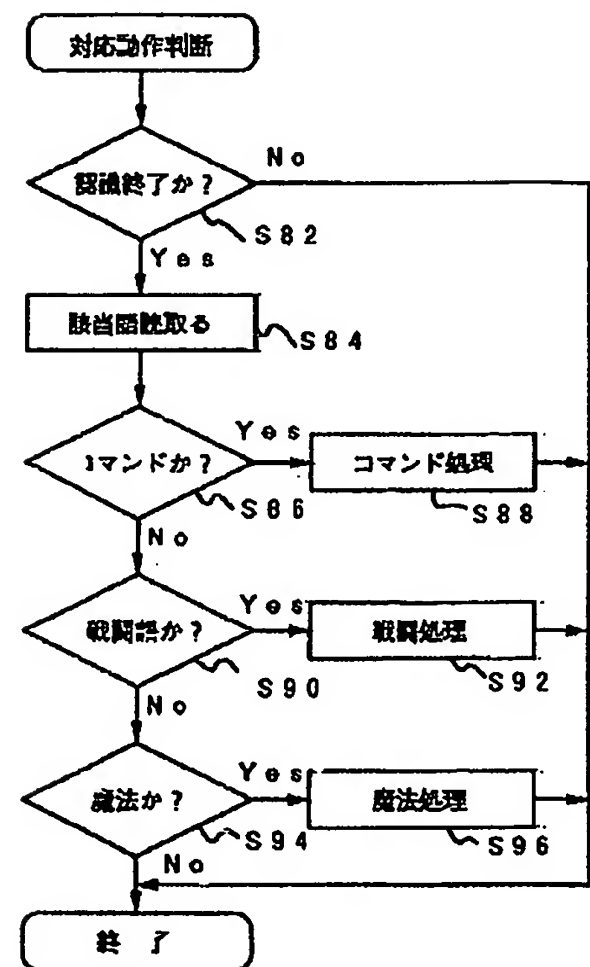 対応動作判断
No
認識終了か？
S82
Yes
該当語読取る
S84
Yes
コマンドか？
コマンド処理
S86
S88
No
Yes
戦闘語か？
戦闘処理
S90
S92
No
Yes
魔法か？
魔法処理
S94
S96
No
終了